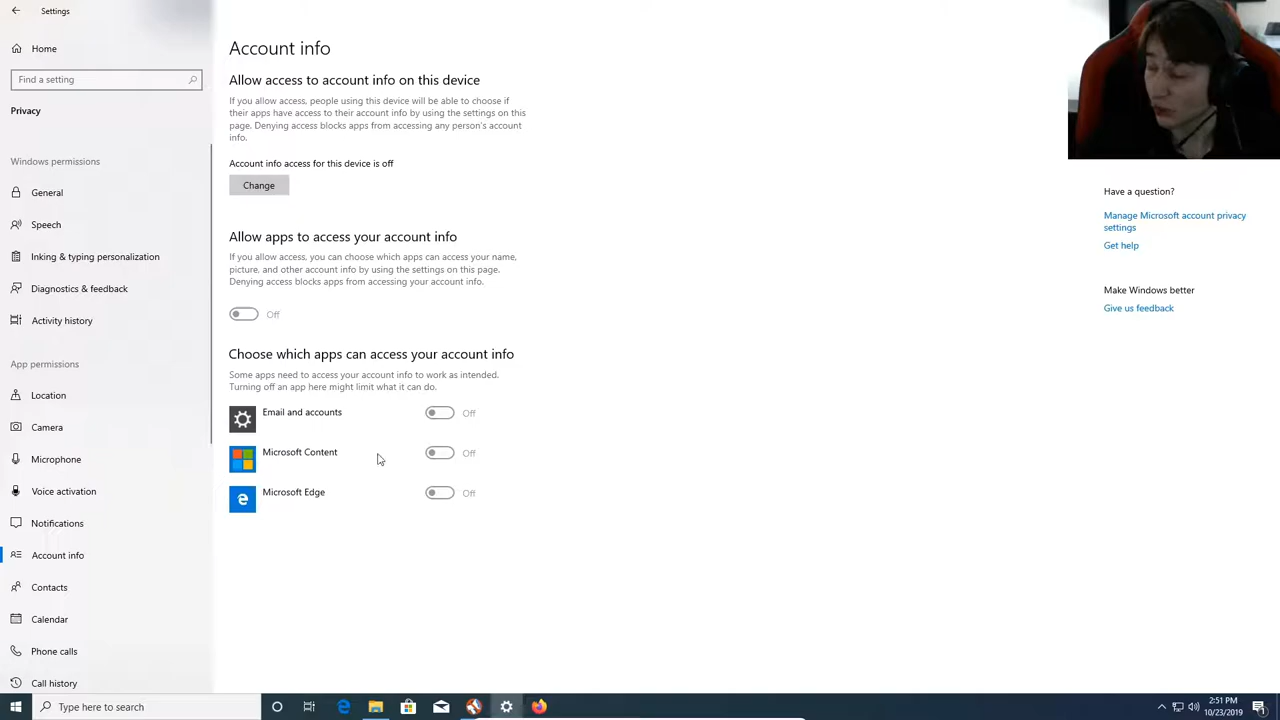 Settings
Home
Find a setting
Privacy
Windows permissions
General
Speech
Inking & typing personalization
Diagnostics & feedback
Activity history
App permissions
Location
Camera
Microphone
Voice activation
Notifications
Account info
Contacts
Calendar
Phone calls
Call history
Account info
Allow access to account info on this device
If you allow access, people using this device will be able to choose if
their apps have access to their account info by using the settings on this
page. Denying access blocks apps from accessing any person's account
info.
Account info access for this device is off
Change
Allow apps to access your account info
If you allow access, you can choose which apps can access your name,
picture, and other account info by using the settings on this page.
Denying access blocks apps from accessing your account info.
Off
Choose which apps can access your account info
Some apps need to access your account info to work as intended.
Turning off an app here might limit what it can do.
Email and accounts
Off
Microsoft Content
Off
Microsoft Edge
Off
Have a question?
Manage Microsoft account privacy
settings
Get help
Make Windows better
Give us feedback
Type here to search
2:51 PM
10/23/2019
1